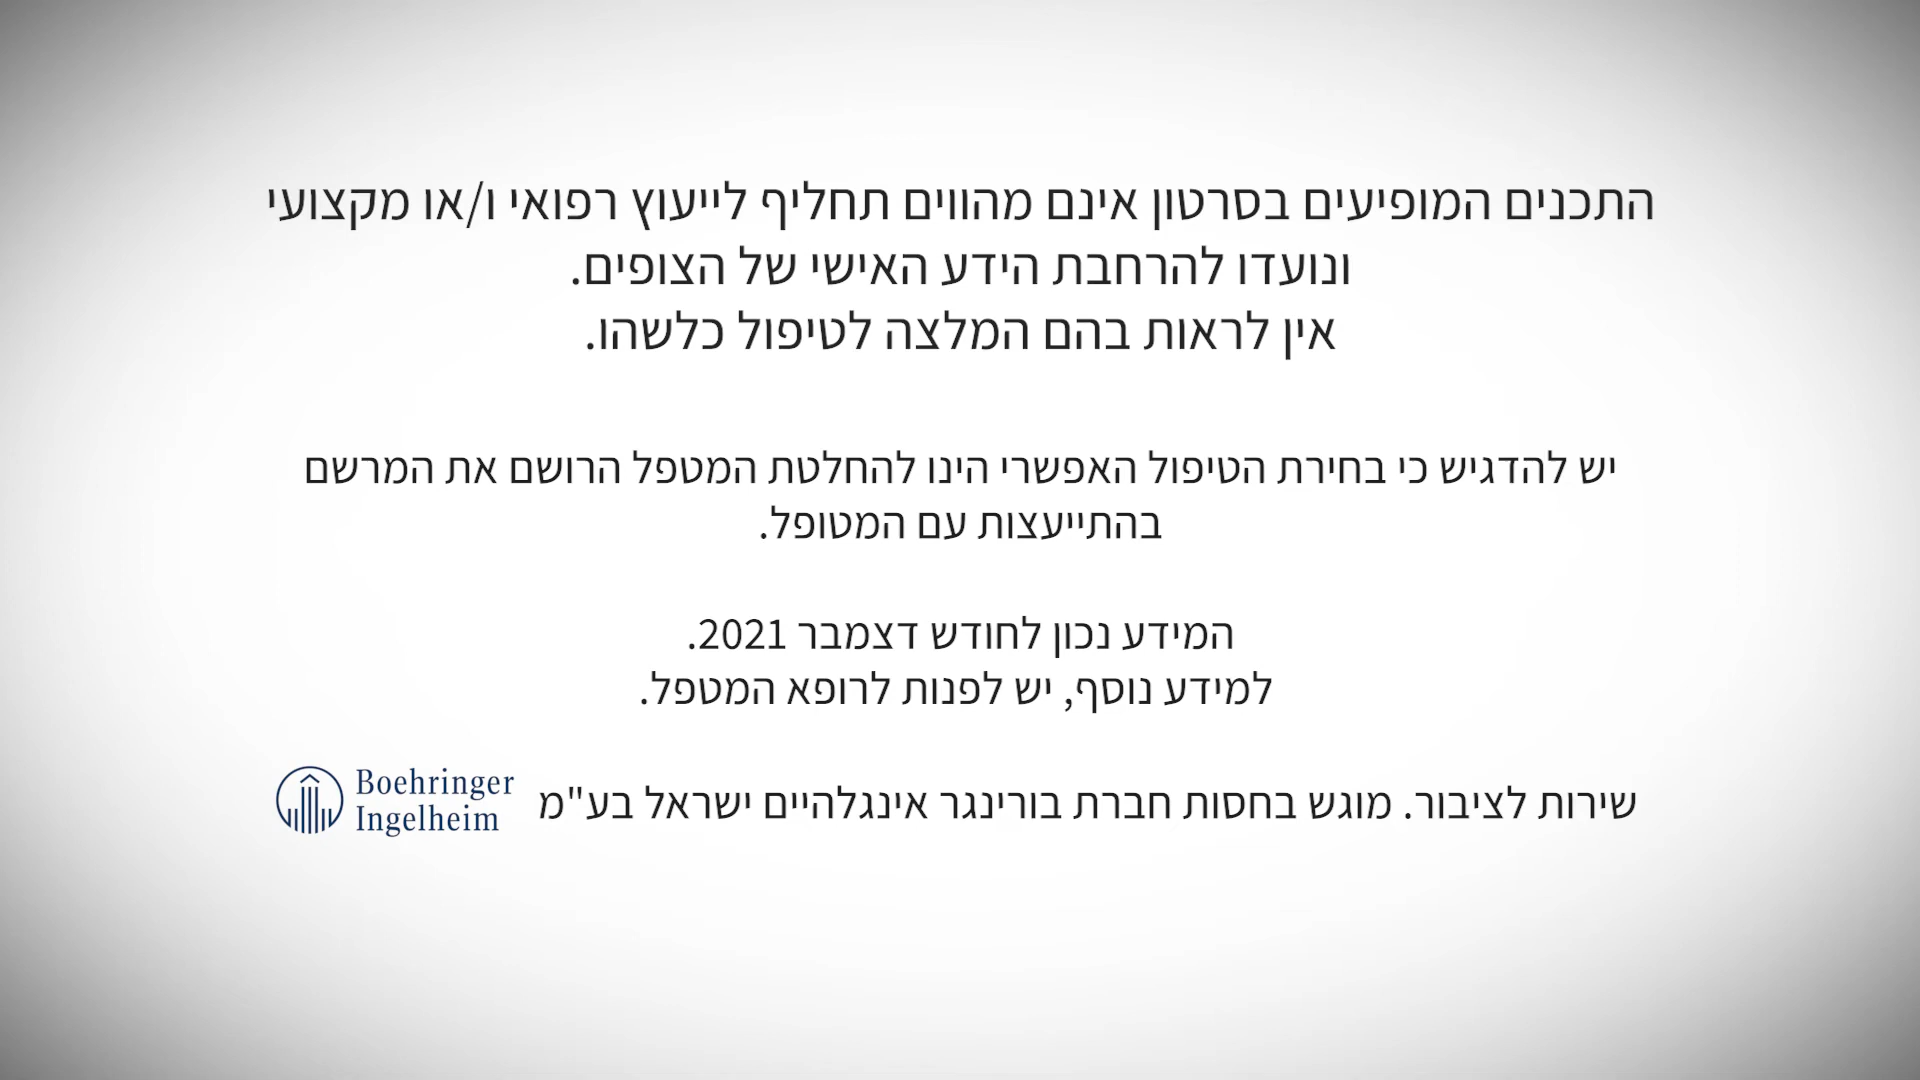 התכנים המופיעים בסרטון אינם מהווים תחליף לייעוץ רפואי ו/או מקצועי
ונועדו להרחבת הידע האישי של הצופים.
אין לראות בהם המלצה לטיפול כלשהו.
יש להדגיש כי בחירת הטיפול האפשרי הינו להחלטת המטפל הרושם את המרשם
בהתייעצות עם המטופל.
המידע נכון לחודש דצמבר 2021.
למידע נוסף, יש לפנות לרופא המטפל.
שירות לציבור. מוגש בחסות חברת בורינגר אינגלהיים ישראל בע"מ
Boehringer
Ingelheim